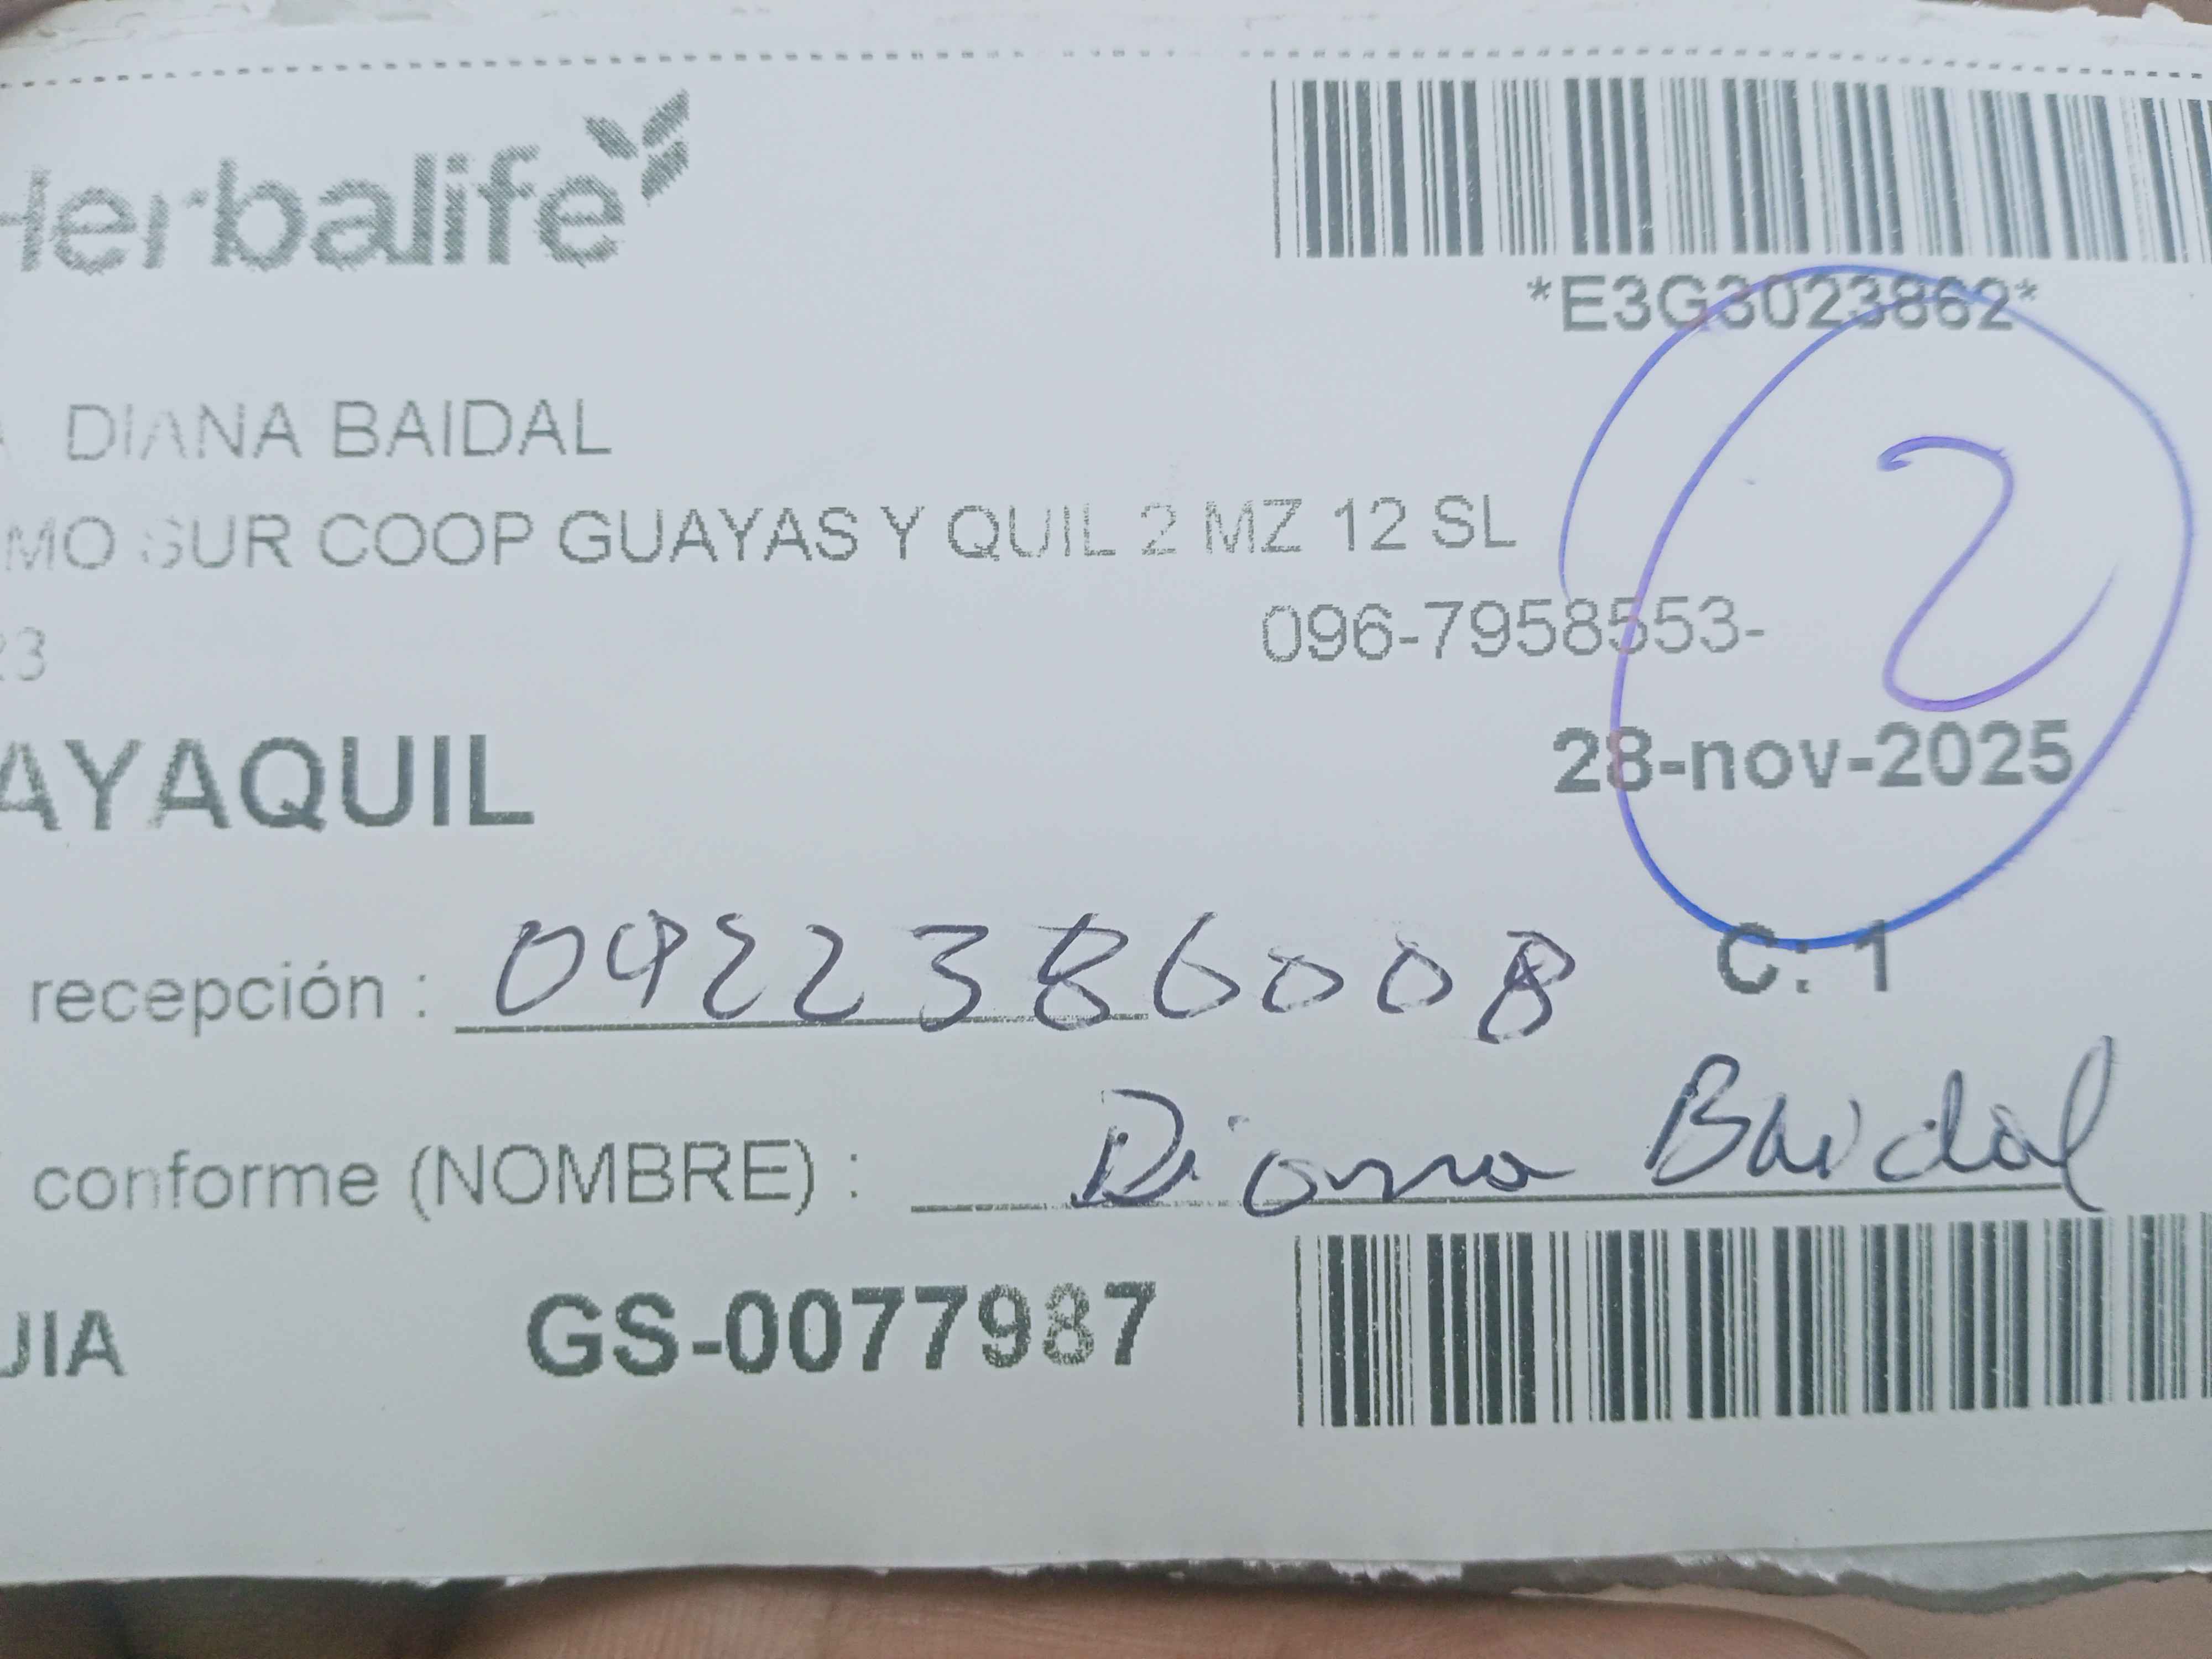 Herbalife
*E3G3023862*
DIANA BAIDAL
MO SUR COOP GUAYAS Y QUIL 2 MZ 12 SL
23
096-7958553-
2
AYAQUIL
28-nov-2025
recepción : 0922386008
C: 1
conforme (NOMBRE) : Diana Baidal
JIA
GS-0077987